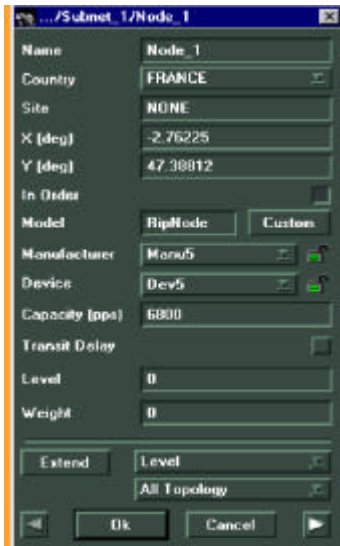 .../Subnet_1/Node_1
Name Node_1
Country FRANCE
Site NONE
X (deg) -2.76225
Y (deg) 47.38812
In Order
Model RipNode Custom
Manufacturer Manu5
Device Dev5
Capacity (pps) 6800
Transit Delay
Level 0
Weight 0
Extend Level
All Topology
Ok Cancel